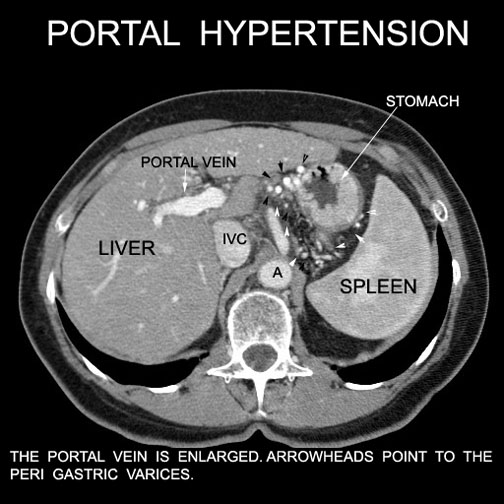 PORTAL HYPERTENSION
STOMACH
PORTAL VEIN
IVC
LIVER
A
SPLEEN
THE PORTAL VEIN IS ENLARGED. ARROWHEADS POINT TO THE
PERI GASTRIC VARICES.